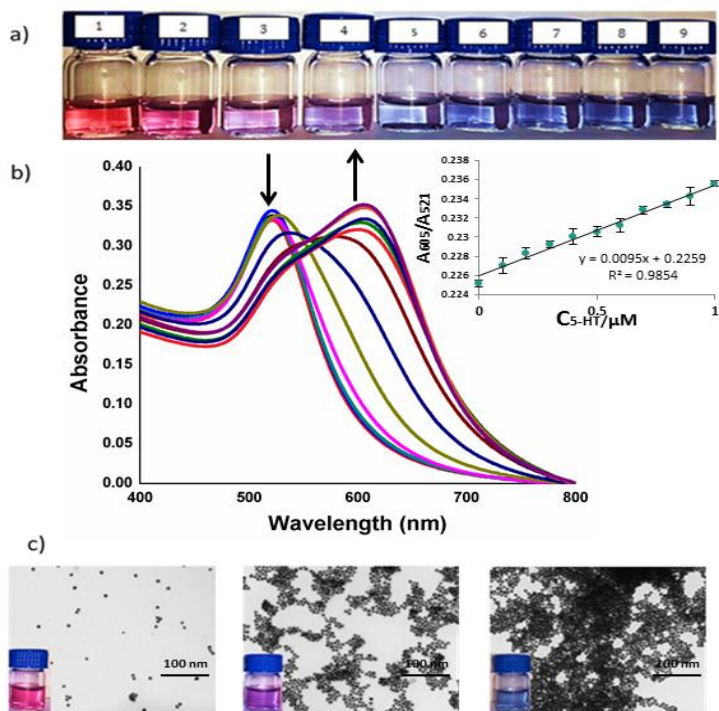 a)
1 2 3 4 5 6 7 8 9
b)
0.40
0.35
0.30
0.25
0.20
0.15
0.10
0.05
0.00
Absorbance
400 500 600 700 800
Wavelength (nm)
0.238
0.236
0.234
0.232
0.23
0.228
0.226
0.224
A605/A521
y = 0.0095x + 0.2259
R² = 0.9854
0 0.5 1
C5-HT/μM
c)
100 nm
100 nm
100 nm